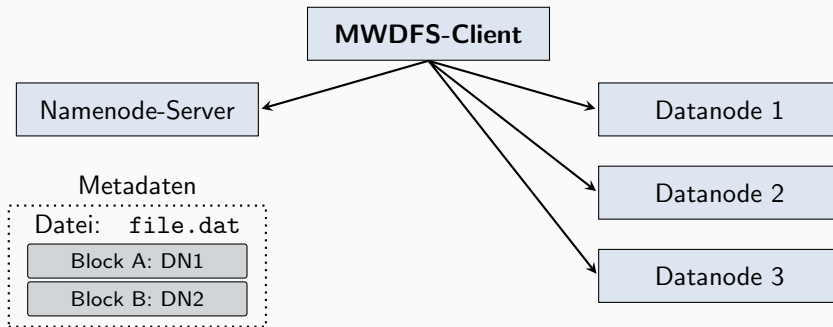 MWDFS-Client
Namenode-Server
Datanode 1
Datanode 2
Datanode 3
Metadaten
Datei: file.dat
Block A: DN1
Block B: DN2